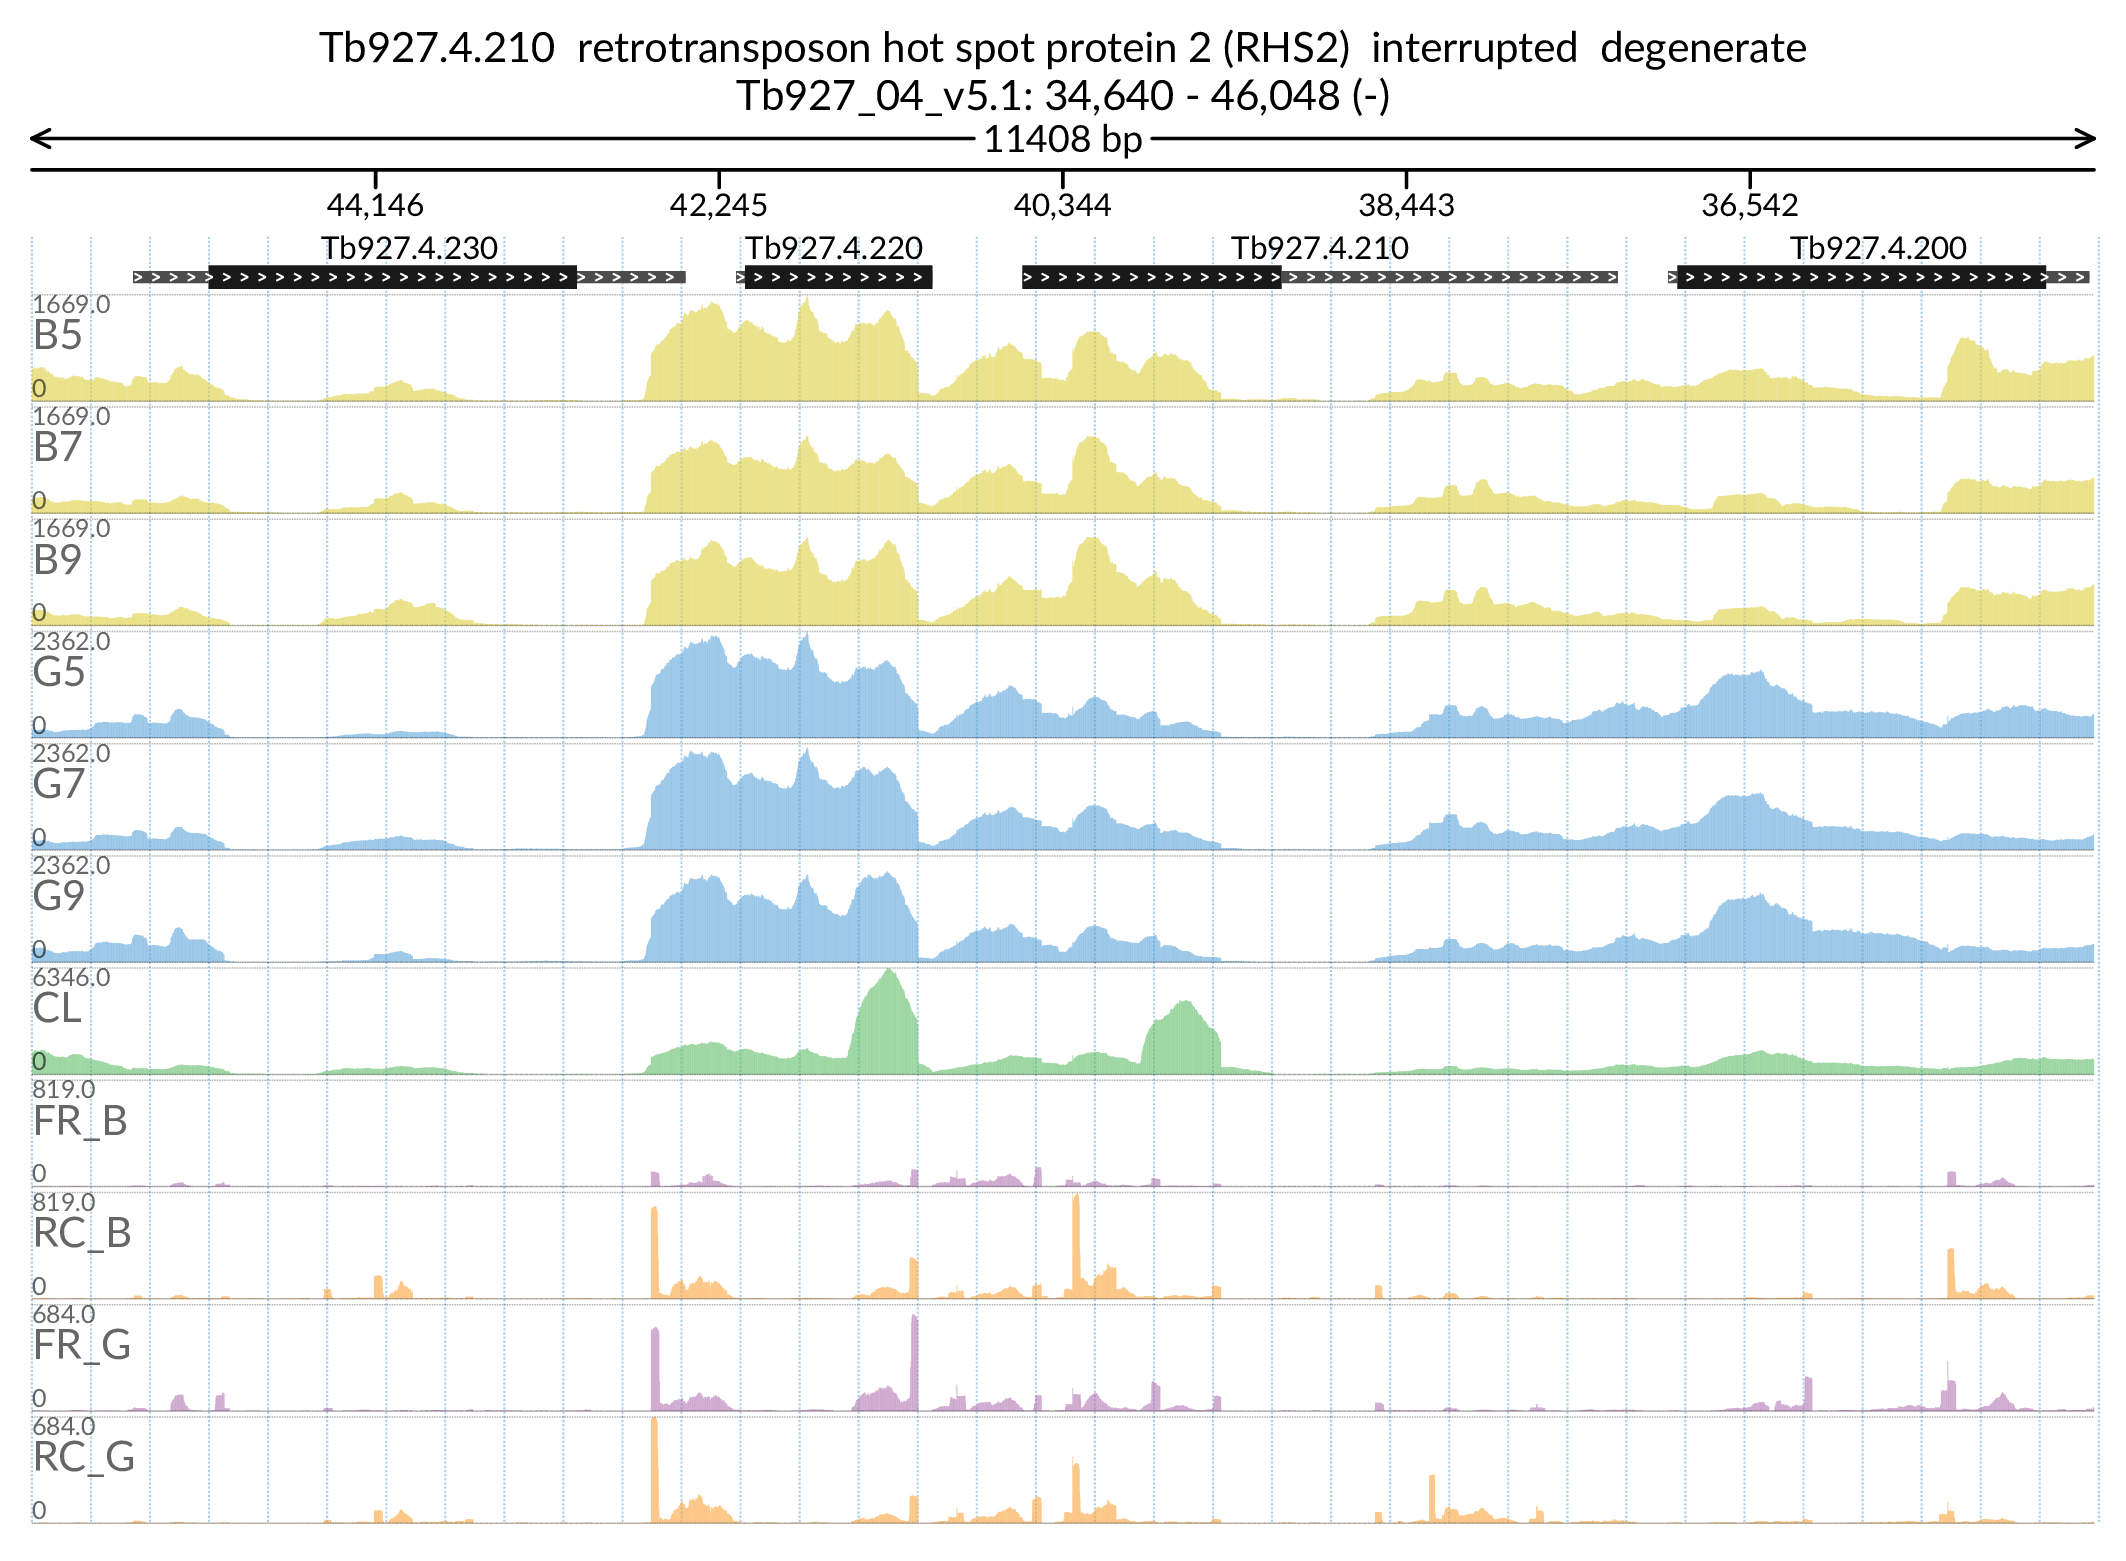 Tb927.4.210 retrotransposon hot spot protein 2 (RHS2) interrupted degenerate
Tb927_04_v5.1: 34,640 - 46,048 (-)
11408 bp
44,146 42,245 40,344 38,443 36,542
Tb927.4.230 Tb927.4.220 Tb927.4.210 Tb927.4.200
1669.0
B5
0
1669.0
B7
0
1669.0
B9
0
2362.0
G5
0
2362.0
G7
0
2362.0
G9
0
6346.0
CL
0
819.0
FR_B
0
819.0
RC_B
0
684.0
FR_G
0
684.0
RC_G
0